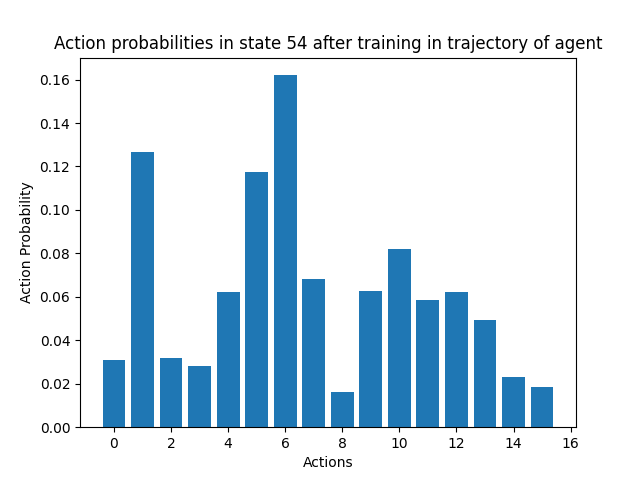 Action probabilities in state 54 after training in trajectory of agent
0.16
0.14
0.12
0.10
0.08
0.06
0.04
0.02
0.00
Action Probability
0 2 4 6 8 10 12 14 16
Actions